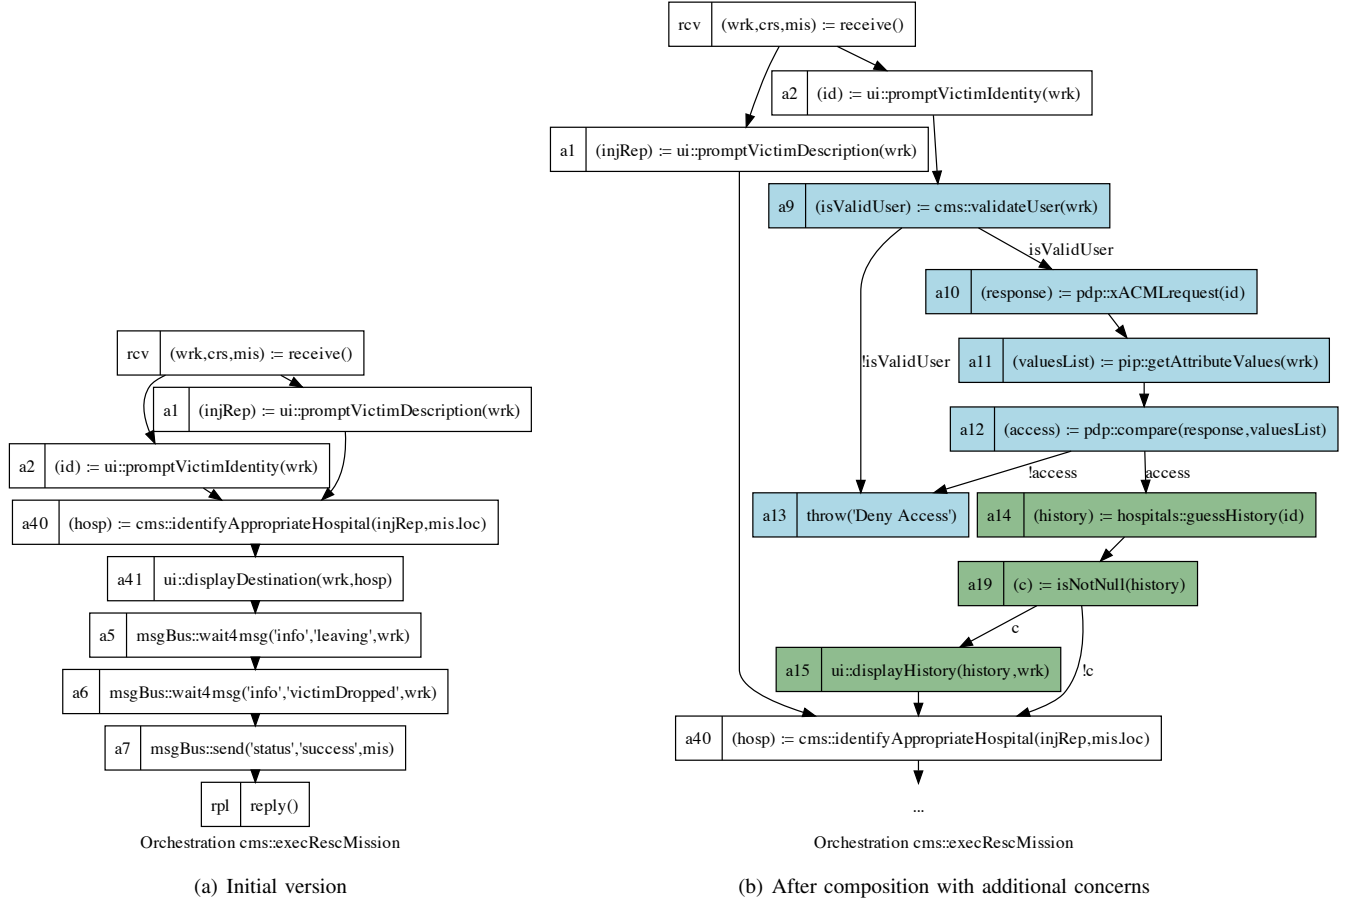 rcv (wrk,crs,mis) := receive()
a1 (injRep) := ui::promptVictimDescription(wrk)
a2 (id) := ui::promptVictimIdentity(wrk)
a40 (hosp) := cms::identifyAppropriateHospital(injRep,mis.loc)
a41 ui::displayDestination(wrk,hosp)
a5 msgBus::wait4msg('info','leaving',wrk)
a6 msgBus::wait4msg('info','victimDropped',wrk)
a7 msgBus::send('status','success',mis)
rpl reply()
Orchestration cms::execRescMission
(a) Initial version
rcv (wrk,crs,mis) := receive()
a2 (id) := ui::promptVictimIdentity(wrk)
a1 (injRep) := ui::promptVictimDescription(wrk)
a9 (isValidUser) := cms::validateUser(wrk)
isValidUser
a10 (response) := pdp::xACMLrequest(id)
!isValidUser
a11 (valuesList) := pip::getAttributeValues(wrk)
a12 (access) := pdp::compare(response,valuesList)
!access
access
a13 throw('Deny Access')
a14 (history) := hospitals::guessHistory(id)
a19 (c) := isNotNull(history)
c
!c
a15 ui::displayHistory(history,wrk)
a40 (hosp) := cms::identifyAppropriateHospital(injRep,mis.loc)
...
Orchestration cms::execRescMission
(b) After composition with additional concerns